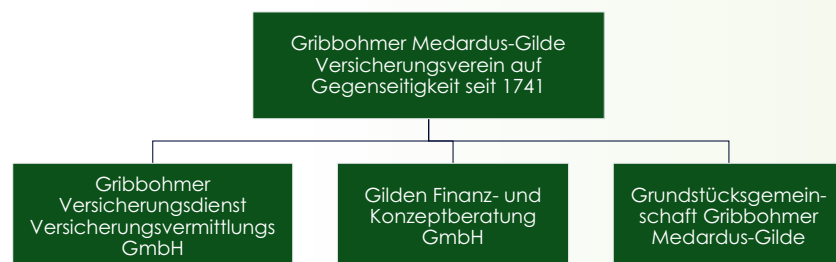 Gribbohmer Medardus-Gilde
Versicherungsverein auf
Gegenseitigkeit seit 1741
Gribbohmer
Versicherungsdienst
Versicherungsvermittlungs
GmbH
Gilden Finanz- und
Konzeptberatung
GmbH
Grundstücksgemein-
schaft Gribbohmer
Medardus-Gilde